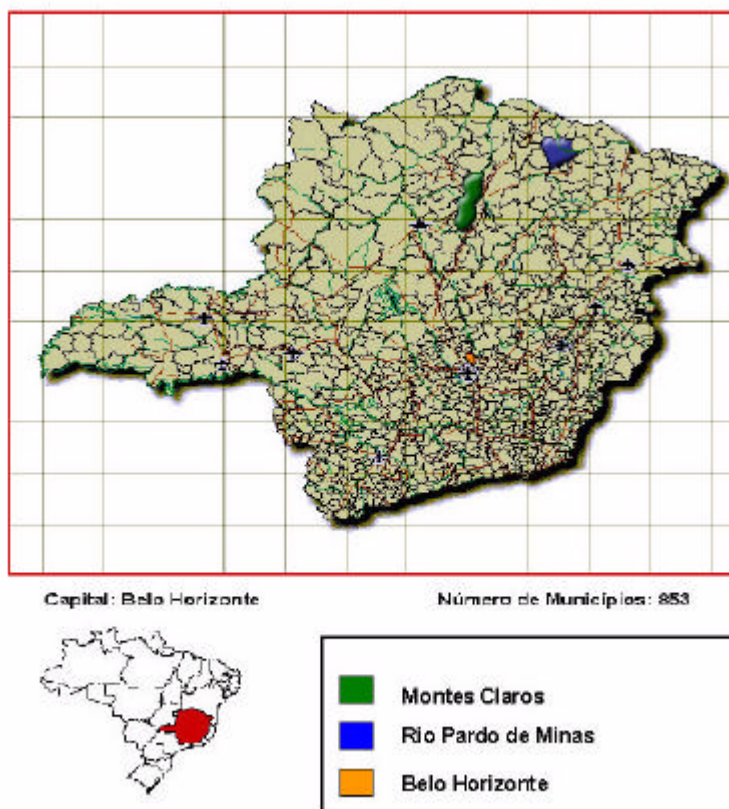 Capital: Belo Horizonte
Número de Municípios: 853
Montes Claros
Rio Pardo de Minas
Belo Horizonte